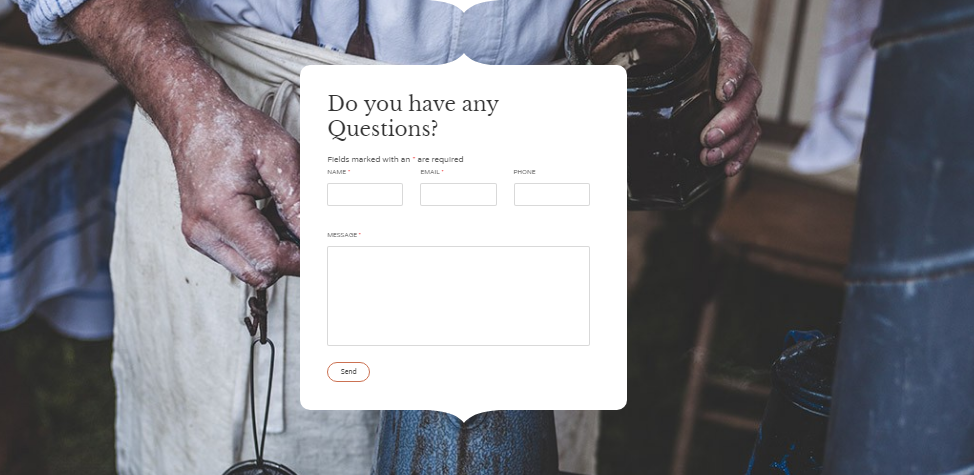 Do you have any
Questions?
Fields marked with an * are required
NAME * EMAIL * PHONE
MESSAGE *
Send